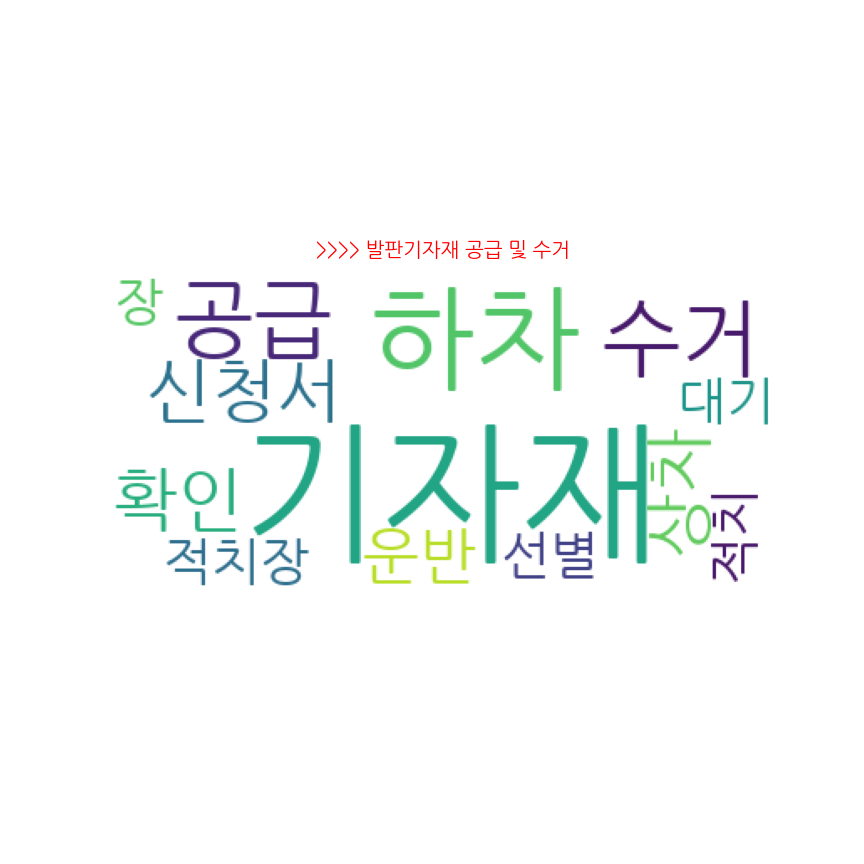 >>>> 발판기자재 공급 및 수거
장
공급
하차
수거
신청서
대기
기자재
상차
확인
적치
적치장
운반
선별